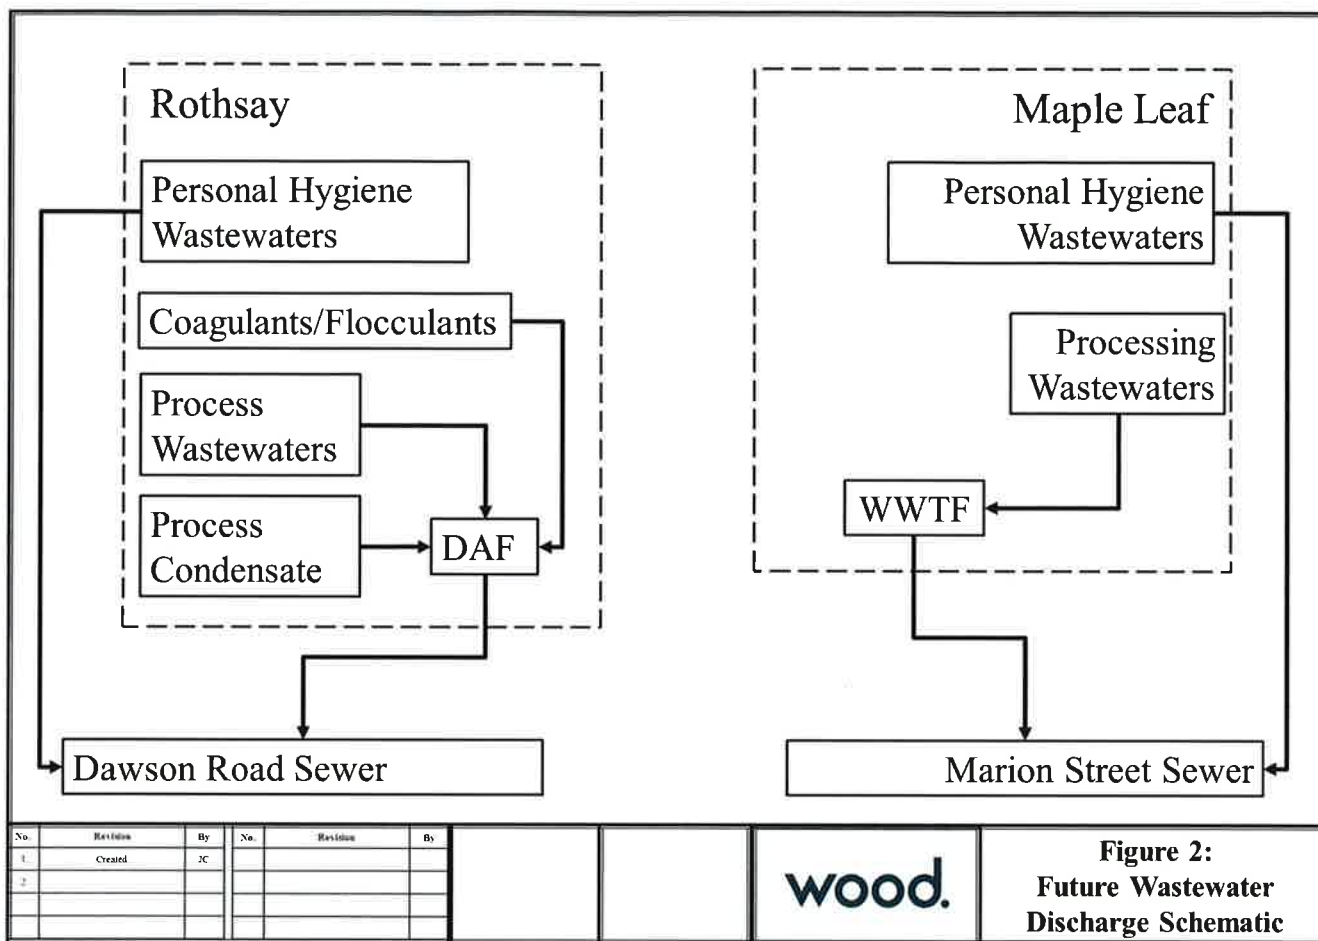 Rothsay
Personal Hygiene
Wastewaters
Coagulants/Flocculants
Process
Wastewaters
Process
Condensate
DAF
Dawson Road Sewer
Maple Leaf
Personal Hygiene
Wastewaters
Processing
Wastewaters
WWTF
Marion Street Sewer
No. Revision By No. Revision By
1 Created JC
2
wood.
Figure 2:
Future Wastewater
Discharge Schematic